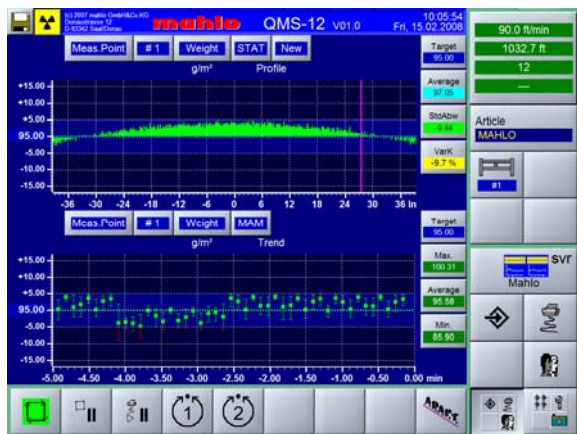 (c) 2007 mahlo GmbH&Co.KG
Donaustrasse 12
D-93342 Saal/Donau
mahlo
QMS-12 V01.0
10:05:54
Fri, 15.02.2008
90.0 ft/min
1032.7 ft
12
---
Meas.Point # 1 Weight STAT New
g/m² Profile
Target
95.00
Average
97.05
StdAbw
-9.44
VarK
-9.7 %
+15.00
+10.00
+5.00
95.00
-5.00
-10.00
-15.00
-36 -30 -24 -18 -12 -6 0 6 12 18 24 30 36 In
Article
MAHLO
#1
Meas.Point # 1 Weight MAM
g/m² Trend
Target
95.00
Max.
100.31
Average
95.58
Min.
85.90
+15.00
+10.00
+5.00
95.00
-5.00
-10.00
-15.00
-5.00 -4.50 -4.00 -3.50 -3.00 -2.50 -2.00 -1.50 -1.00 -0.50 0.00 min
svr
Mahlo
1
2